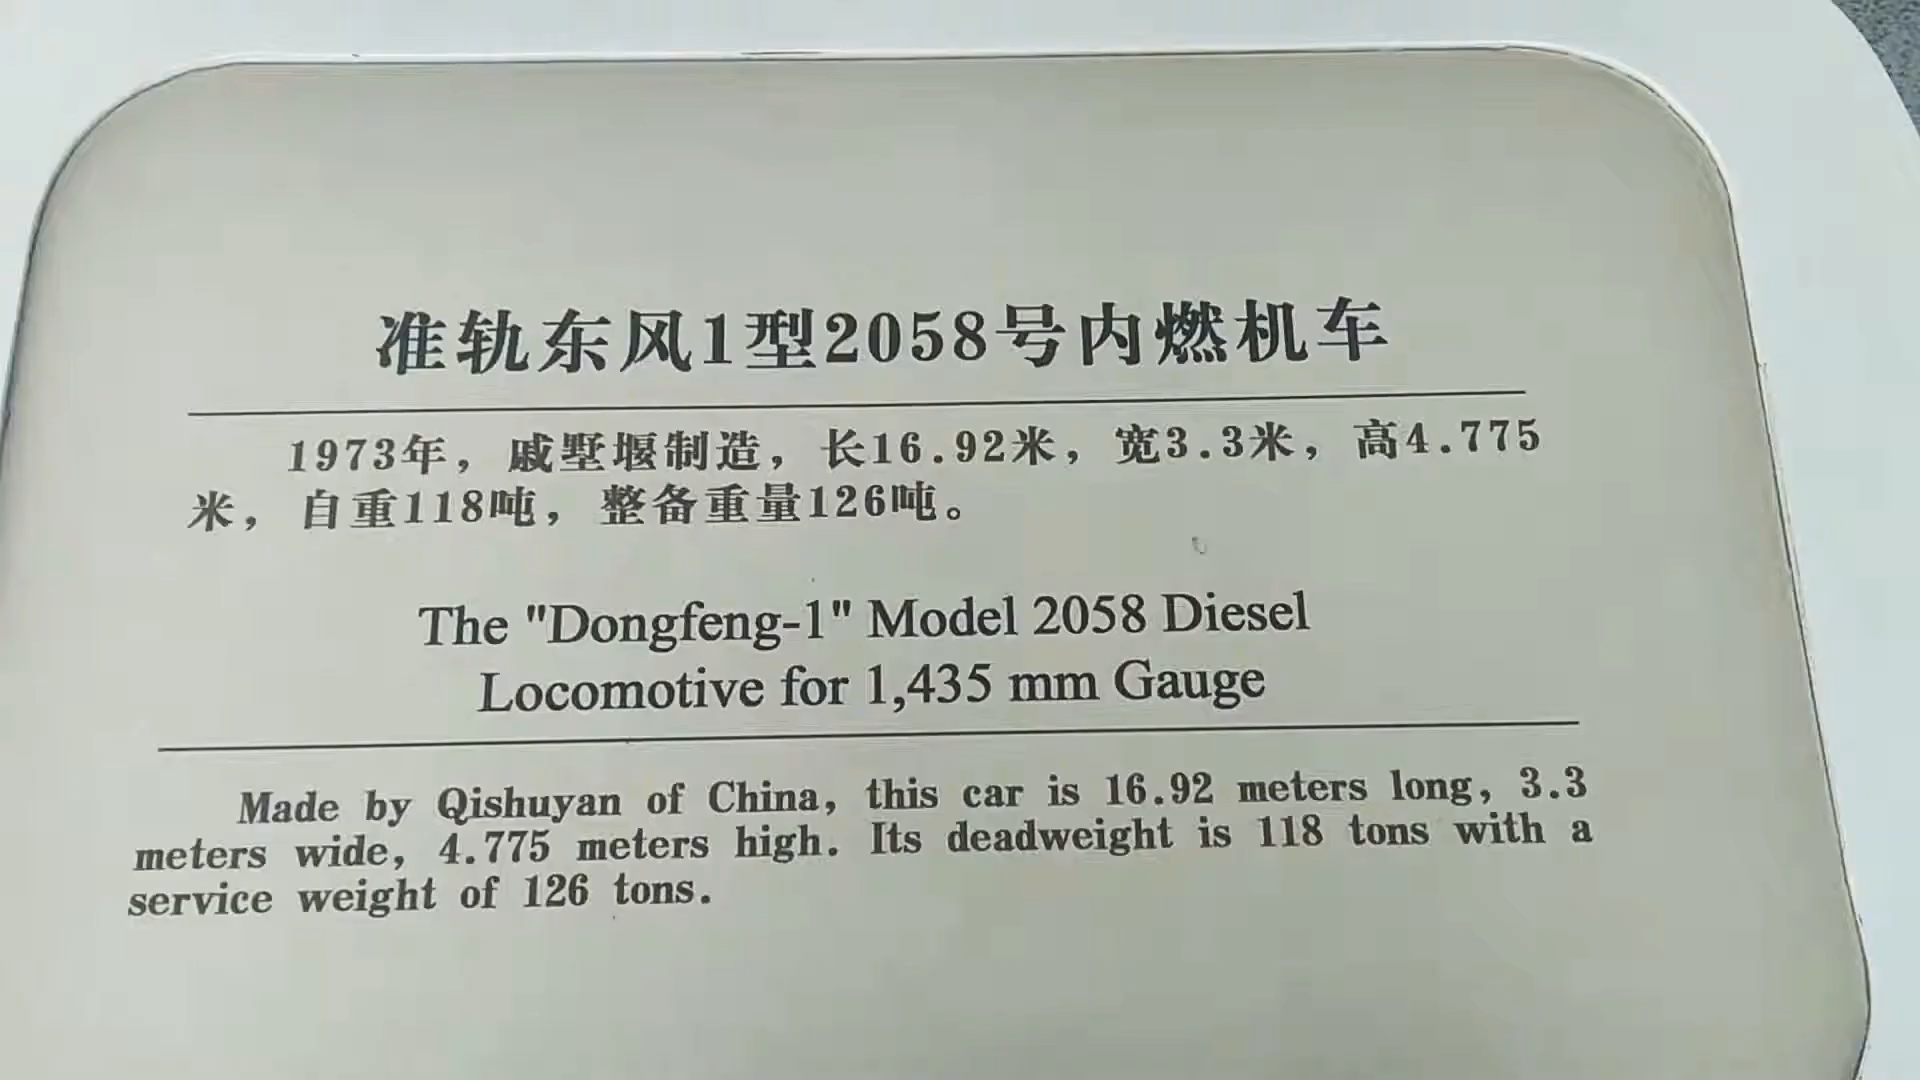 准轨东风1型2058号内燃机车
1973年，戚墅堰制造，长16.92米，宽3.3米，高4.775
米，自重118吨，整备重量126吨。
The "Dongfeng-1" Model 2058 Diesel
Locomotive for 1,435 mm Gauge
Made by Qishuyan of China, this car is 16.92 meters long, 3.3
meters wide, 4.775 meters high. Its deadweight is 118 tons with a
service weight of 126 tons.